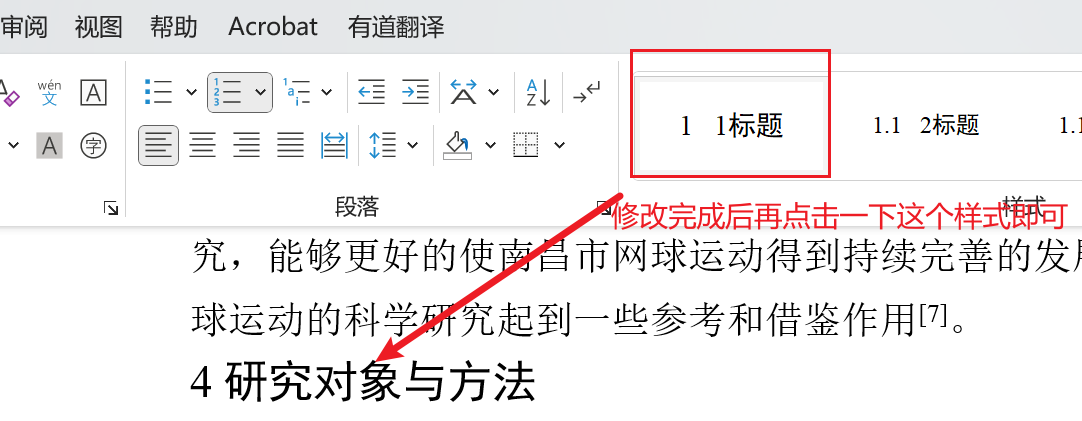 审阅 视图 帮助 Acrobat 有道翻译
wén
文 A
1
2
3
1
a
i
A
Z
A 字
1 1标题 1.1 2标题 1.1
段落 样式
修改完成后再点击一下这个样式即可
究，能够更好的使南昌市网球运动得到持续完善的发展
球运动的科学研究起到一些参考和借鉴作用[7]。
4 研究对象与方法